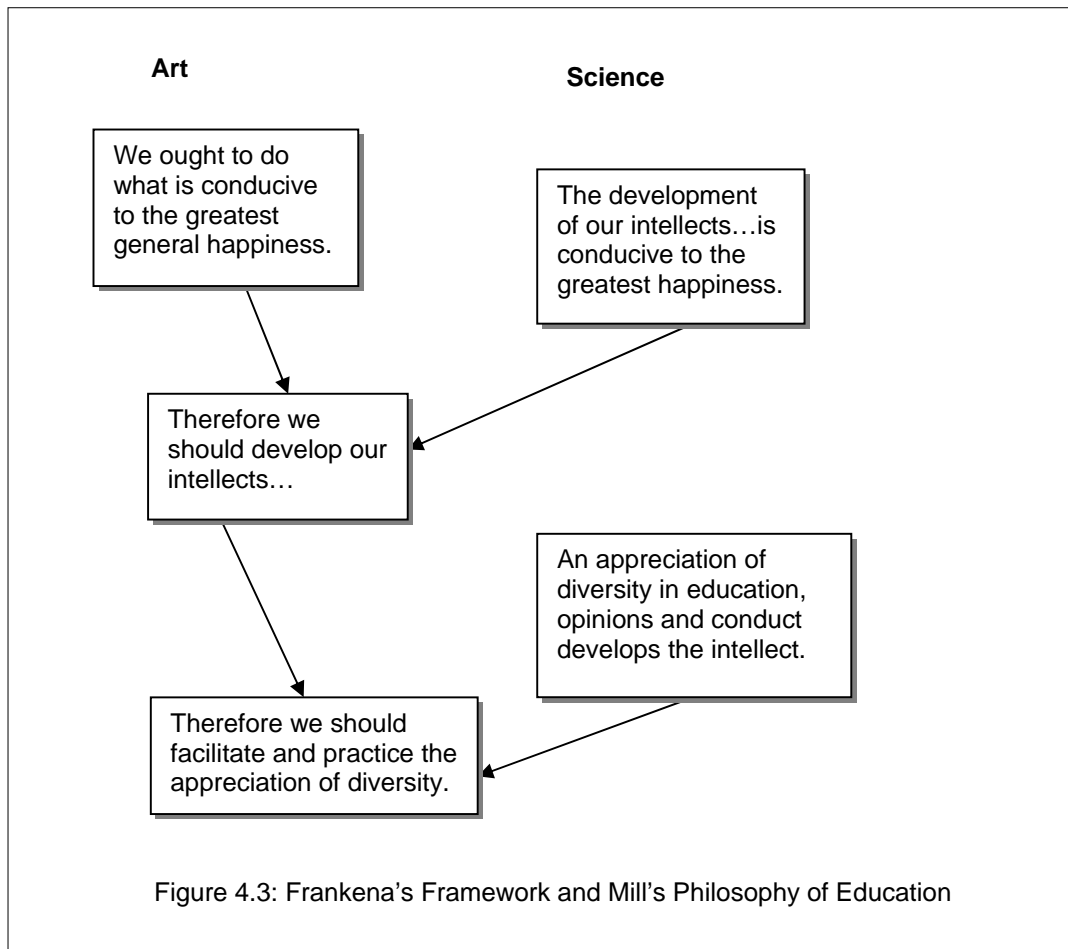 Art
Science
We ought to do
what is conducive
to the greatest
general happiness.
The development
of our intellects…is
conducive to the
greatest happiness.
Therefore we
should develop our
intellects…
An appreciation of
diversity in education,
opinions and conduct
develops the intellect.
Therefore we should
facilitate and practice the
appreciation of diversity.
Figure 4.3: Frankena’s Framework and Mill’s Philosophy of Education